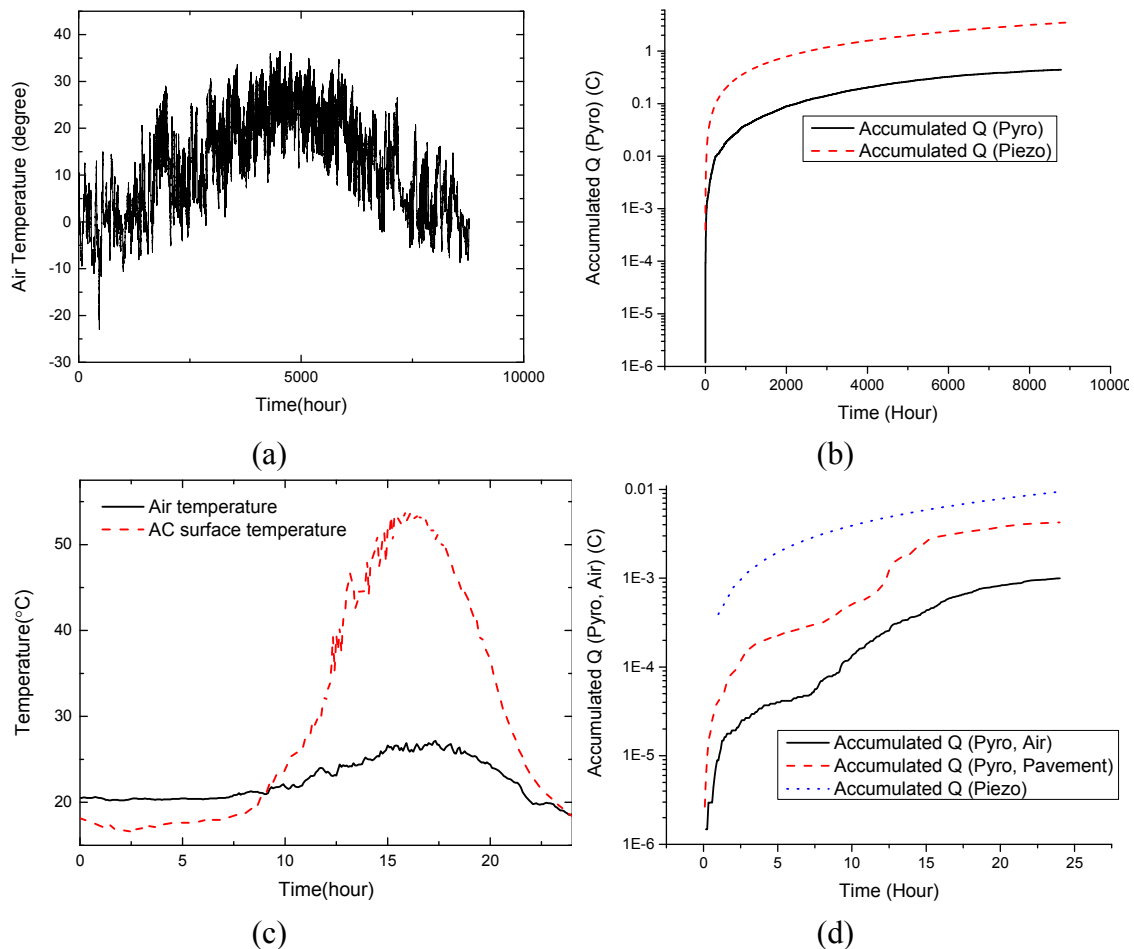 45
40
30
20
10
0
-10
-20
-30
0
5000
10000
Air Temperature (degree)
Time(hour)
(a)
1
0.1
0.01
1E-3
1E-4
1E-5
1E-6
0
2000
4000
6000
8000
10000
Accumulated Q (Pyro) (C)
Accumulated Q (Pyro)
Accumulated Q (Piezo)
Time (Hour)
(b)
Air temperature
AC surface temperature
50
40
30
20
0
5
10
15
20
Temperature(°C)
Time(hour)
(c)
0.01
1E-3
1E-4
1E-5
1E-6
0
5
10
15
20
25
Accumulated Q (Pyro, Air) (C)
Accumulated Q (Pyro, Air)
Accumulated Q (Pyro, Pavement)
Accumulated Q (Piezo)
Time (Hour)
(d)